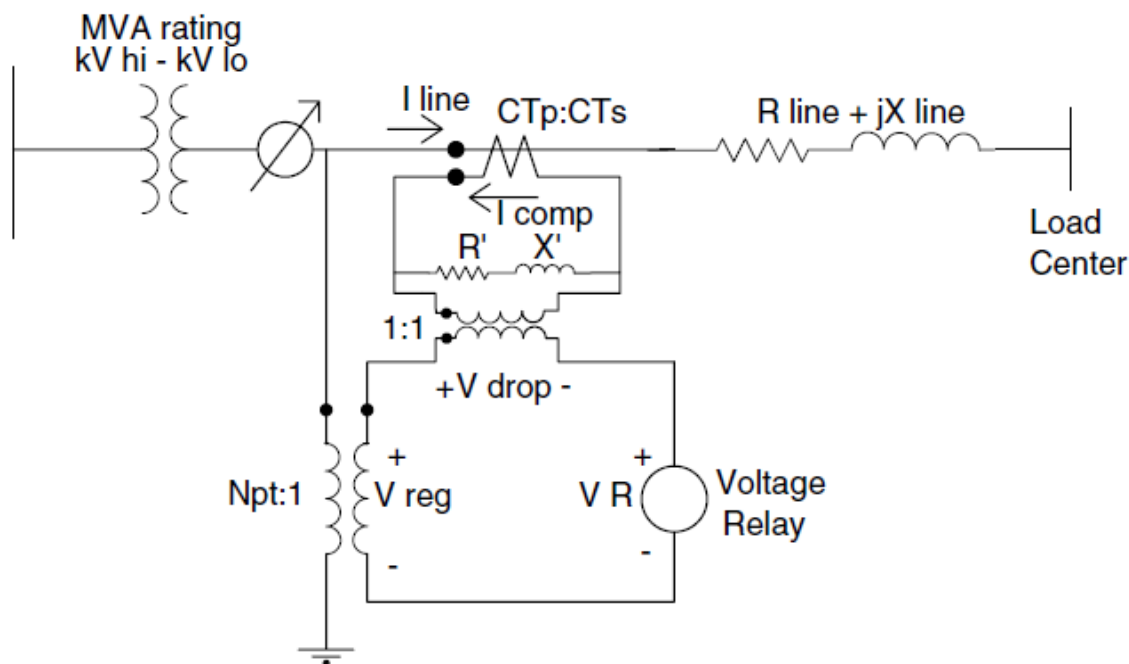 MVA rating
kV hi - kV lo
I line
CTp:CTs
R line + jX line
I comp
R' X'
Load
Center
1:1
+V drop -
Npt:1
+
V reg
-
+
V R
-
Voltage
Relay